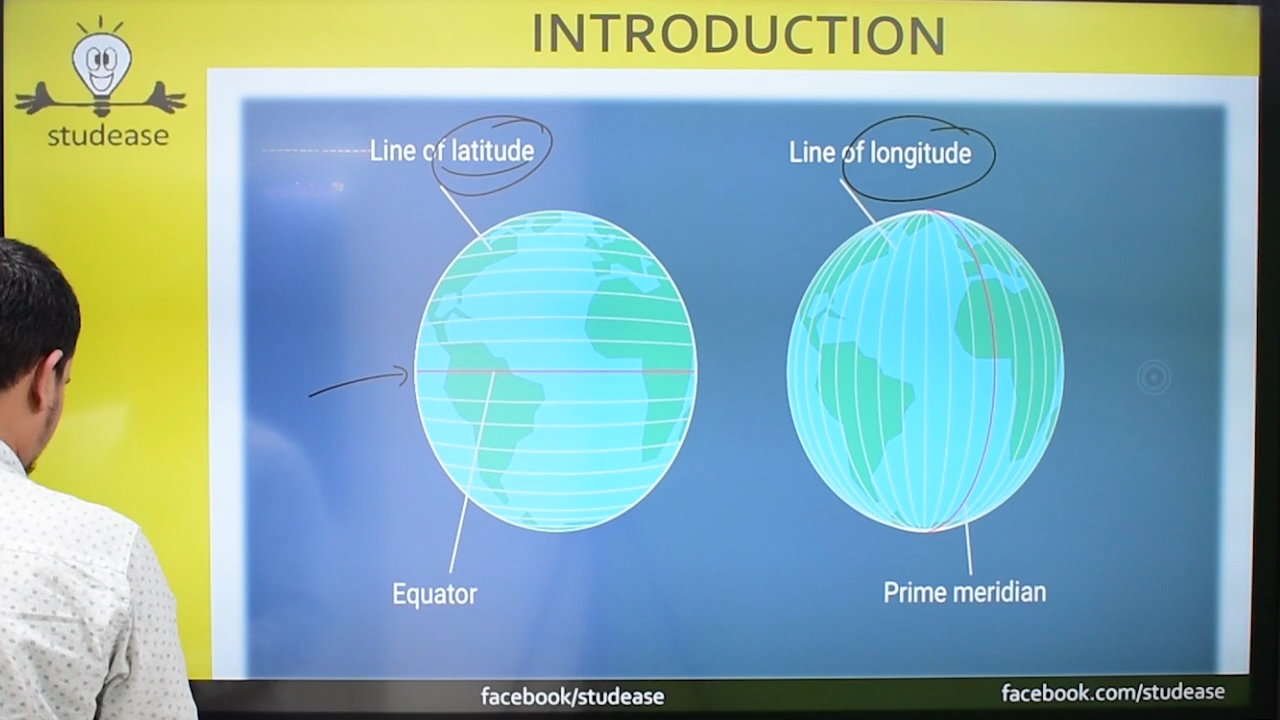 INTRODUCTION
studease
Line of latitude
Line of longitude
Equator
Prime meridian
facebook/studease
facebook.com/studease